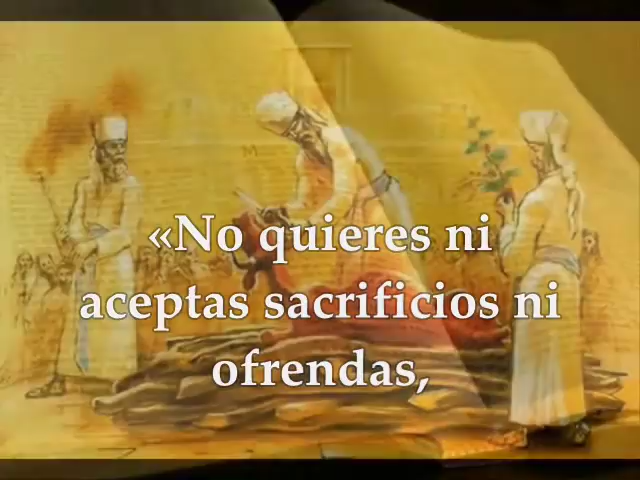 «No quieres ni
aceptas sacrificios ni
ofrendas,